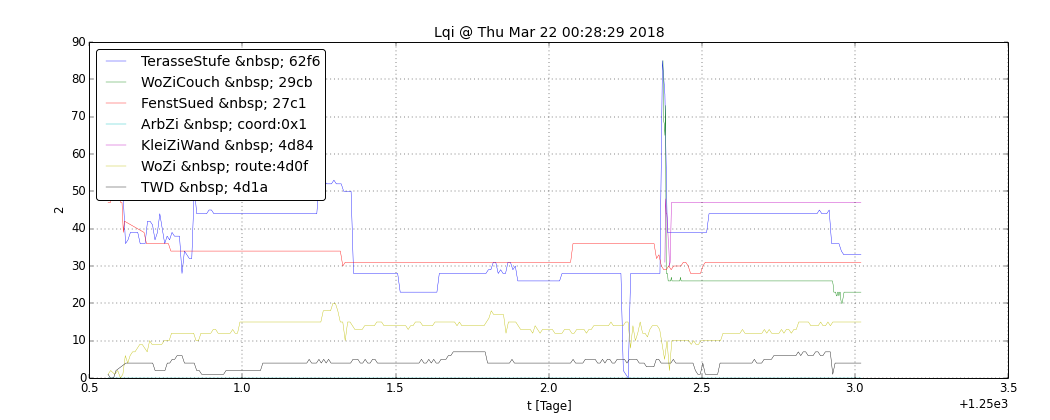 Lqi @ Thu Mar 22 00:28:29 2018
90
80
70
60
50
40
30
20
10
0
2
TerasseStufe &nbsp; 62f6
WoZiCouch &nbsp; 29cb
FenstSued &nbsp; 27c1
ArbZi &nbsp; coord:0x1
KleiZiWand &nbsp; 4d84
WoZi &nbsp; route:4d0f
TWD &nbsp; 4d1a
0.5 1.0 1.5 2.0 2.5 3.0 3.5
t [Tage]
+1.25e3